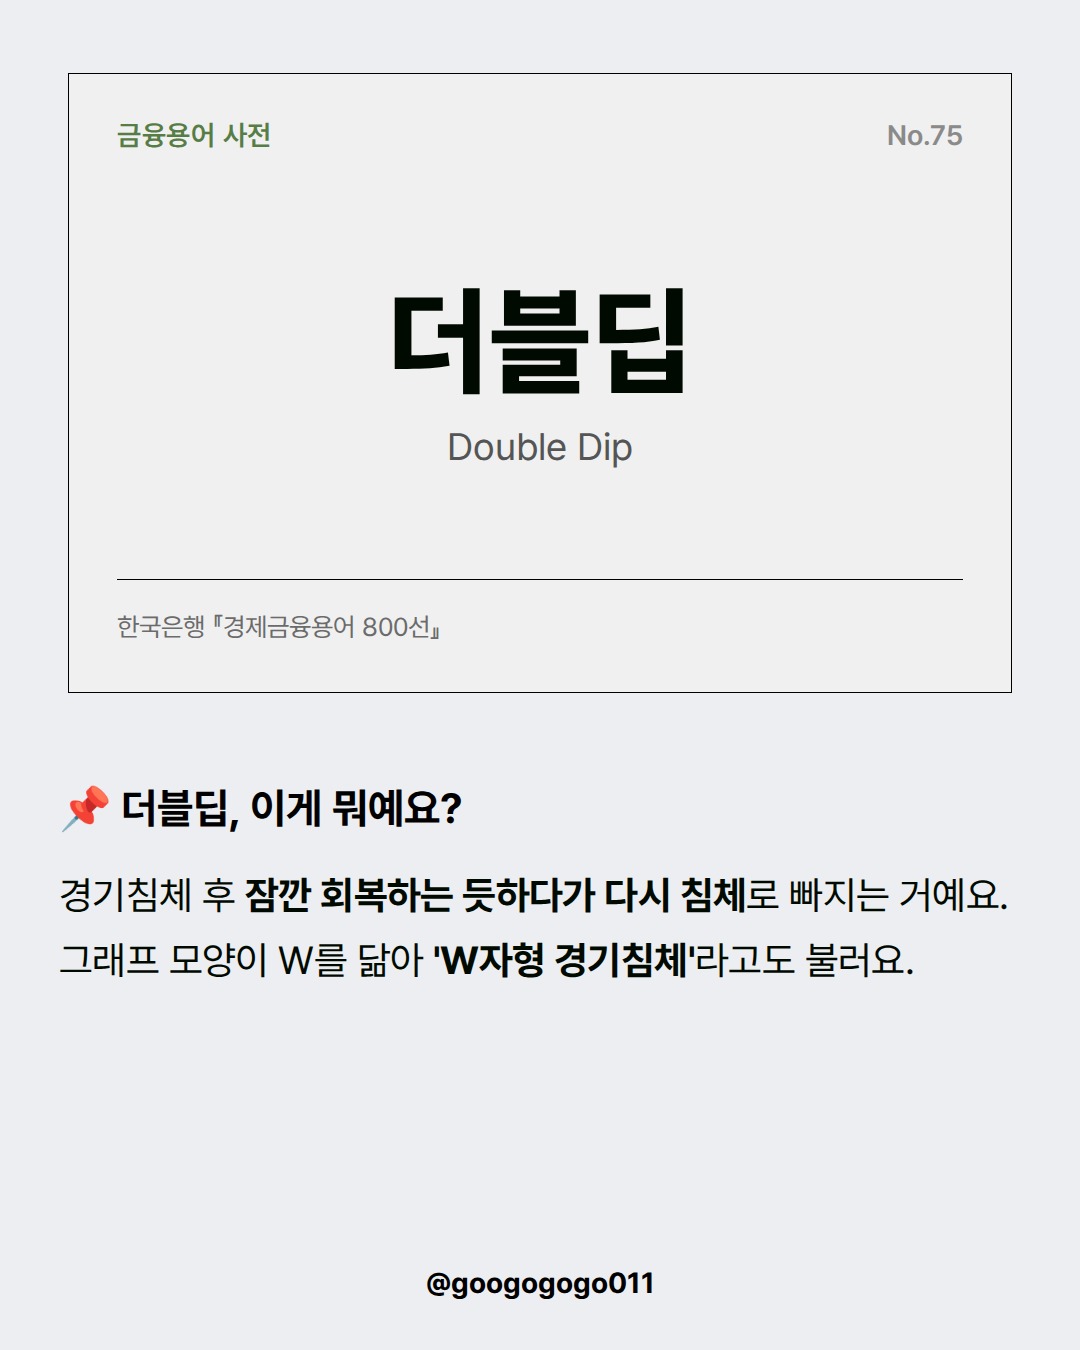 금융용어 사전
No.75
더블딥
Double Dip
한국은행 『경제금융용어 800선』
📌 더블딥, 이게 뭐예요?
경기침체 후 잠깐 회복하는 듯하다가 다시 침체로 빠지는 거예요.
그래프 모양이 W를 닮아 'W자형 경기침체'라고도 불러요.
@googogogo011